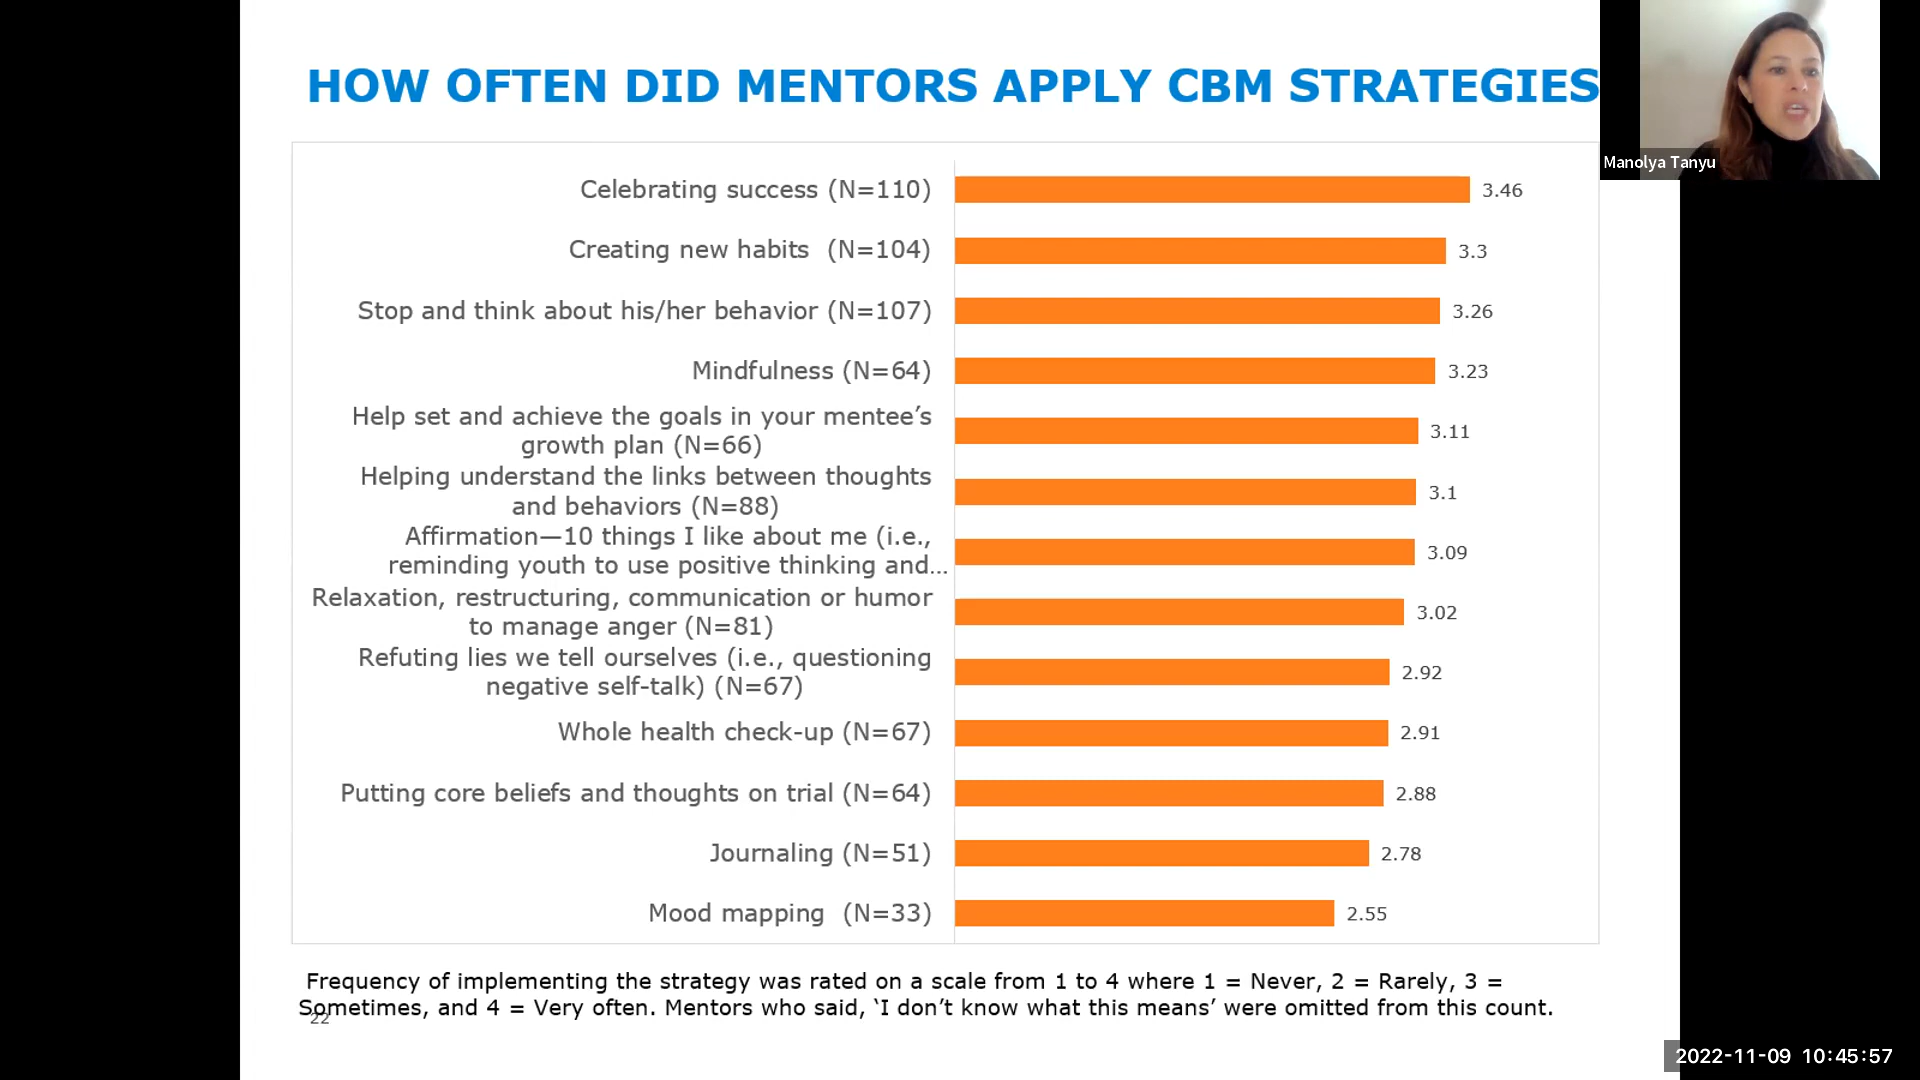 HOW OFTEN DID MENTORS APPLY CBM STRATEGIES
Manolya Tanyu
Celebrating success (N=110)
3.46
Creating new habits (N=104)
3.3
Stop and think about his/her behavior (N=107)
3.26
Mindfulness (N=64)
3.23
Help set and achieve the goals in your mentee’s
growth plan (N=66)
3.11
Helping understand the links between thoughts
and behaviors (N=88)
3.1
Affirmation—10 things I like about me (i.e.,
reminding youth to use positive thinking and…
3.09
Relaxation, restructuring, communication or humor
to manage anger (N=81)
3.02
Refuting lies we tell ourselves (i.e., questioning
negative self-talk) (N=67)
2.92
Whole health check-up (N=67)
2.91
Putting core beliefs and thoughts on trial (N=64)
2.88
Journaling (N=51)
2.78
Mood mapping (N=33)
2.55
Frequency of implementing the strategy was rated on a scale from 1 to 4 where 1 = Never, 2 = Rarely, 3 =
Sometimes, and 4 = Very often. Mentors who said, ‘I don’t know what this means’ were omitted from this count.
22
2022-11-09 10:45:57